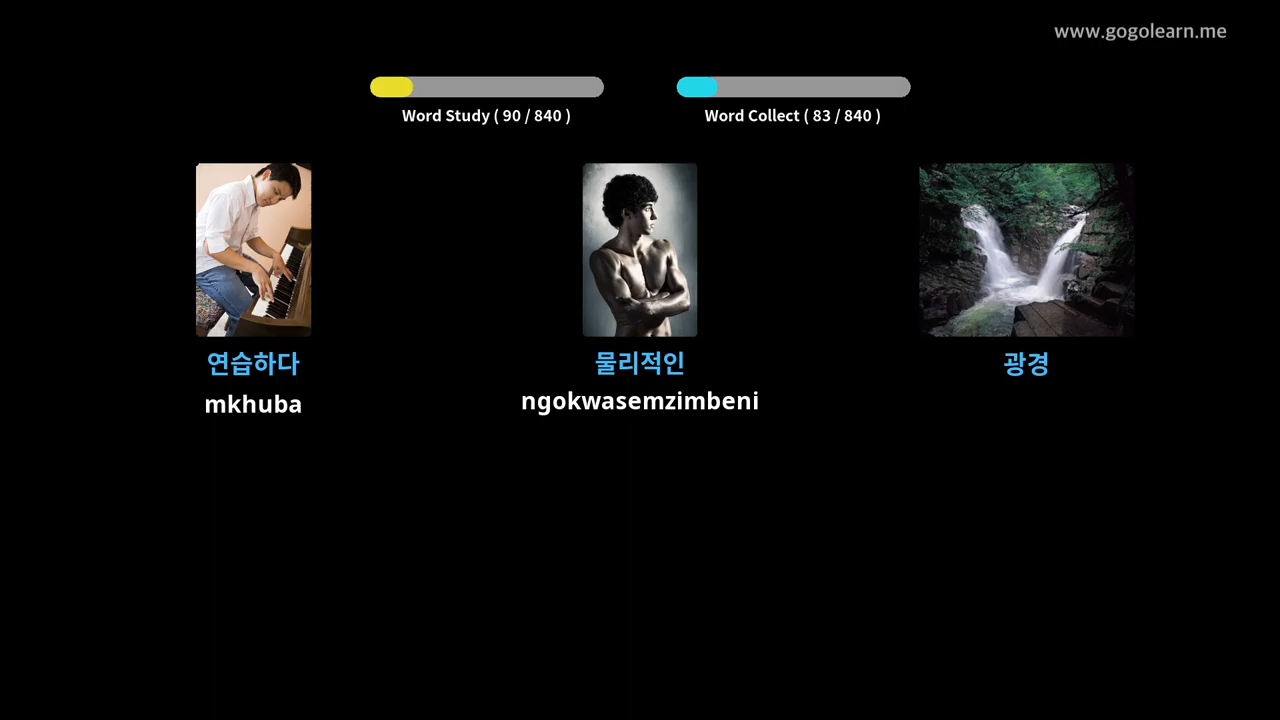 www.gogolearn.me
Word Study ( 90 / 840 )
Word Collect ( 83 / 840 )
연습하다
물리적인
광경
mkhuba
ngokwasemzimbeni